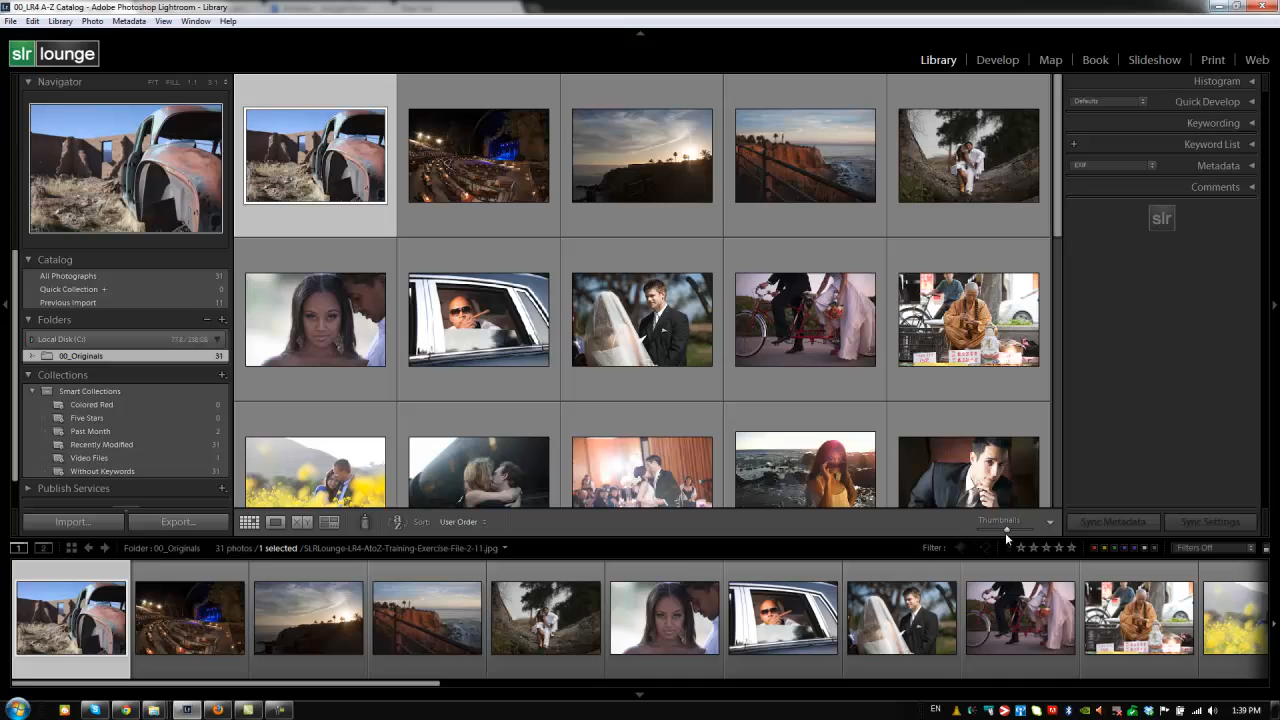 00_LR4 A-Z Catalog - Adobe Photoshop Lightroom - Library
File Edit Library Photo Metadata View Window Help
slr lounge
Library Develop Map Book Slideshow Print Web
Navigator FIT FILL 1:1 3:1
Histogram
Defaults Quick Develop
Keywording
Keyword List
EXIF Metadata
Comments
slr
Catalog
All Photographs 31
Quick Collection + 0
Previous Import 11
Folders
Local Disk (C:)
00_Originals 31
Collections
Smart Collections
Colored Red 0
Five Stars 0
Past Month 2
Recently Modified 31
Video Files 1
Without Keywords 31
Publish Services
Import... Export...
Sort: User Order
Thumbnails
Sync Metadata Sync Settings
1 2 Folder : 00_Originals 31 photos / 1 selected / SLRLounge-LR4-AtoZ-Training-Exercise-File-2-11.jpg
Filter : Filters Off
EN 1:39 PM